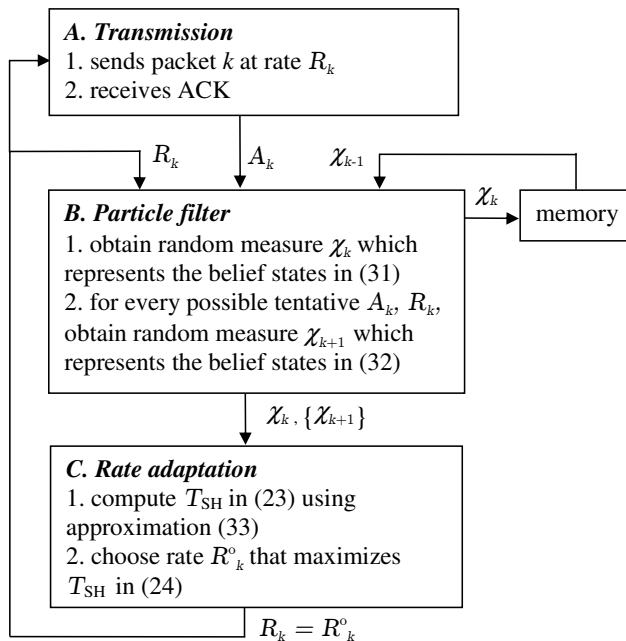 A. Transmission
1. sends packet k at rate Rₖ
2. receives ACK
Rₖ
Aₖ
χₖ₋₁
χₖ
memory
B. Particle filter
1. obtain random measure χₖ which
represents the belief states in (31)
2. for every possible tentative Aₖ, Rₖ,
obtain random measure χₖ₊₁ which
represents the belief states in (32)
χₖ , {χₖ₊₁}
C. Rate adaptation
1. compute T_SH in (23) using
approximation (33)
2. choose rate R°ₖ that maximizes
T_SH in (24)
Rₖ = R°ₖ